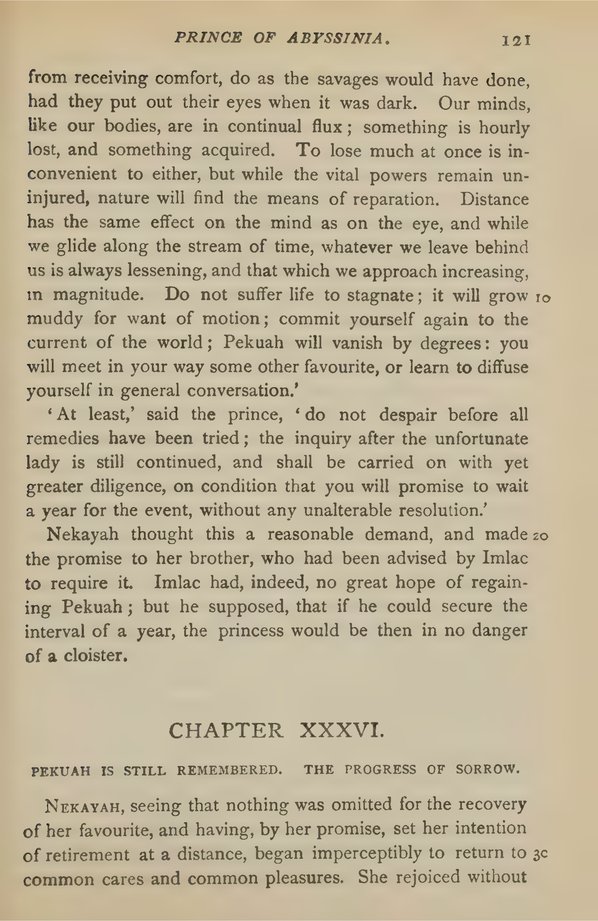 PRINCE OF ABYSSINIA. 121
from receiving comfort, do as the savages would have done,
had they put out their eyes when it was dark. Our minds,
like our bodies, are in continual flux; something is hourly
lost, and something acquired. To lose much at once is in-
convenient to either, but while the vital powers remain un-
injured, nature will find the means of reparation. Distance
has the same effect on the mind as on the eye, and while
we glide along the stream of time, whatever we leave behind
us is always lessening, and that which we approach increasing,
in magnitude. Do not suffer life to stagnate; it will grow 10
muddy for want of motion; commit yourself again to the
current of the world; Pekuah will vanish by degrees: you
will meet in your way some other favourite, or learn to diffuse
yourself in general conversation.'
'At least,' said the prince, 'do not despair before all
remedies have been tried; the inquiry after the unfortunate
lady is still continued, and shall be carried on with yet
greater diligence, on condition that you will promise to wait
a year for the event, without any unalterable resolution.'
Nekayah thought this a reasonable demand, and made 20
the promise to her brother, who had been advised by Imlac
to require it. Imlac had, indeed, no great hope of regain-
ing Pekuah; but he supposed, that if he could secure the
interval of a year, the princess would be then in no danger
of a cloister.
CHAPTER XXXVI.
PEKUAH IS STILL REMEMBERED. THE PROGRESS OF SORROW.
NEKAYAH, seeing that nothing was omitted for the recovery
of her favourite, and having, by her promise, set her intention
of retirement at a distance, began imperceptibly to return to 30
common cares and common pleasures. She rejoiced without